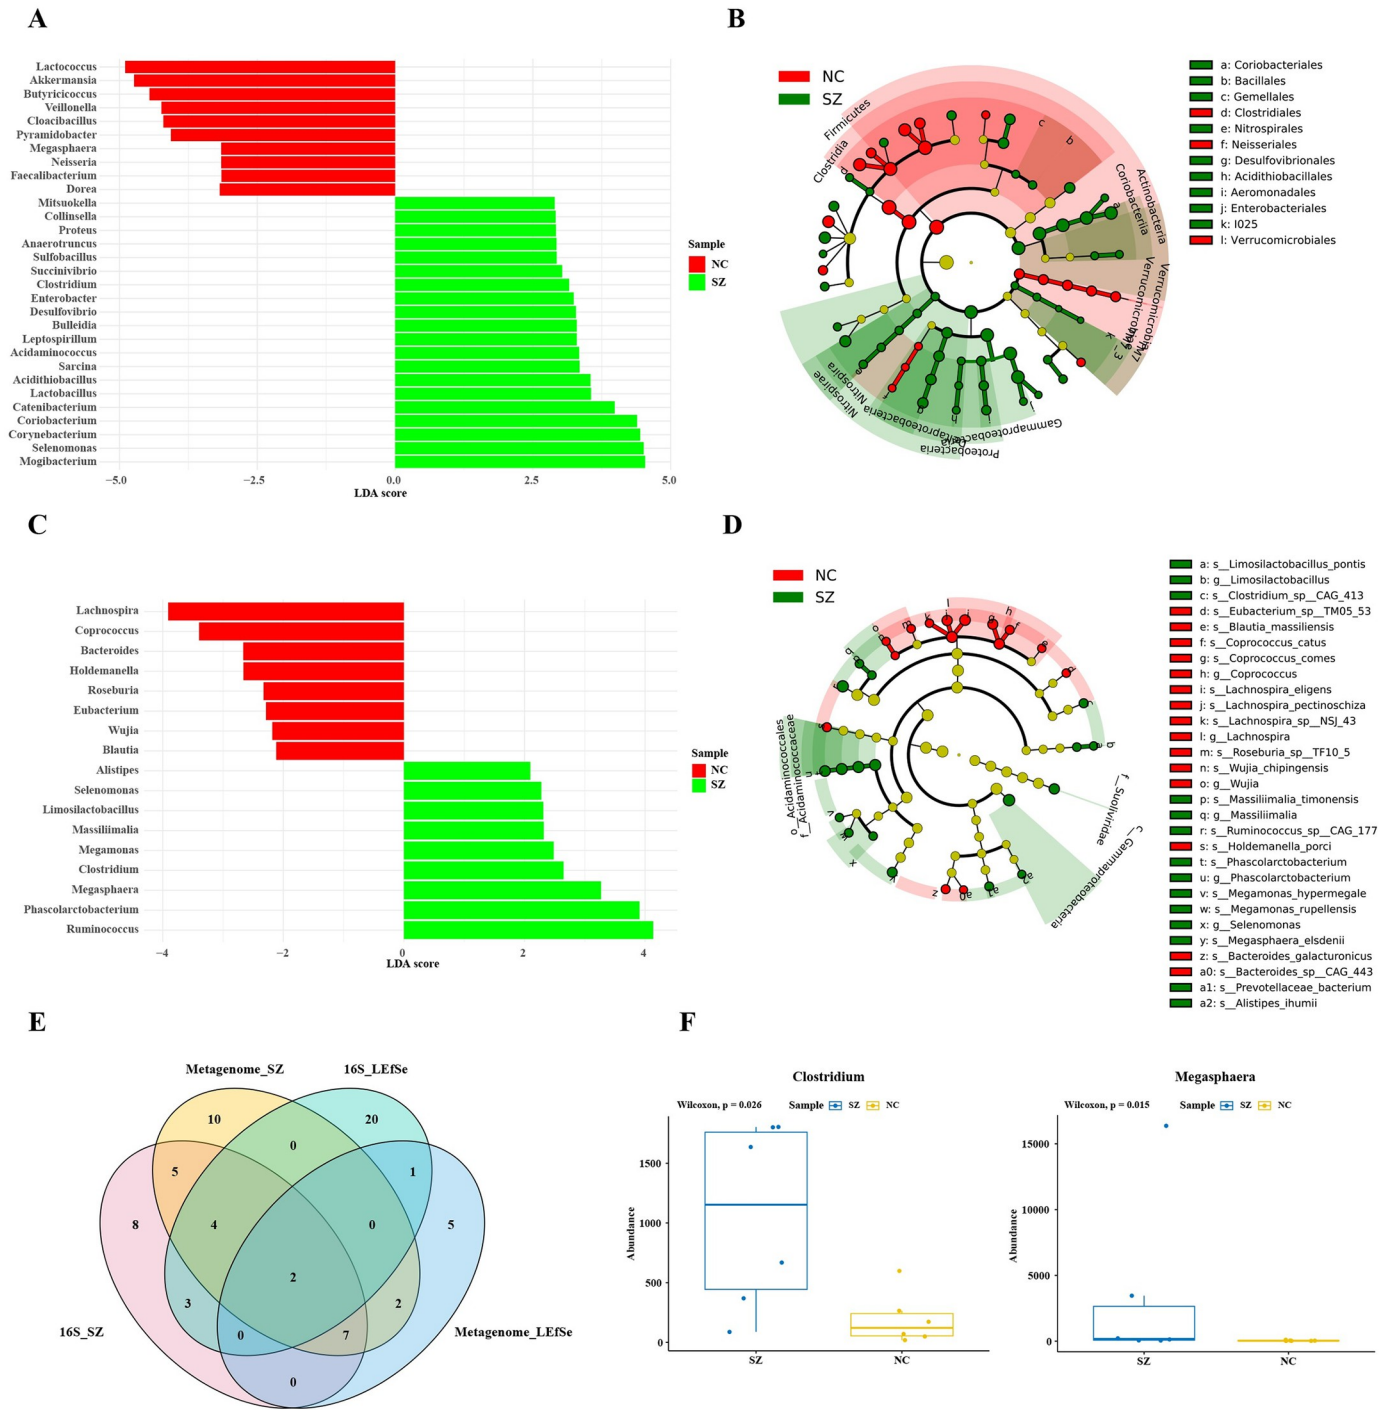 A
Lactococcus
Akkermansia
Butyricicoccus
Veillonella
Cloacibacillus
Pyramidobacter
Megasphaera
Neisseria
Faecalibacterium
Dorea
Mitsuokella
Collinsella
Proteus
Anaerotruncus
Sulfobacillus
Succinivibrio
Clostridium
Enterobacter
Desulfovibrio
Bulleidia
Leptospirillum
Acidaminococcus
Sarcina
Acidithiobacillus
Lactobacillus
Catenibacterium
Coriobacterium
Corynebacterium
Selenomonas
Mogibacterium
−5.0 −2.5 0.0 2.5 5.0
LDA score
Sample
NC
SZ
B
NC
SZ
Firmicutes
Clostridia
Actinobacteria
Coriobacteriia
Nitrospirae
Nitrospira
Proteobacteria
Gammaproteobacteria
a: Coriobacteriales
b: Bacillales
c: Gemellales
d: Clostridiales
e: Nitrospirales
f: Neisseriales
g: Desulfovibrionales
h: Acidithiobacillales
i: Aeromonadales
j: Enterobacteriales
k: I025
l: Verrucomicrobiales
C
Lachnospira
Coprococcus
Bacteroides
Holdemanella
Roseburia
Eubacterium
Wujia
Blautia
Alistipes
Selenomonas
Limosilactobacillus
Massiliimalia
Megamonas
Clostridium
Megasphaera
Phascolarctobacterium
Ruminococcus
−4 −2 0 2 4
LDA score
Sample
NC
SZ
D
NC
SZ
o__Acidaminococcales
f__Acidaminococcaceae
f__Suoliviridae
c__Gammaproteobacteria
a: s__Limosilactobacillus_pontis
b: g__Limosilactobacillus
c: s__Clostridium_sp__CAG_413
d: s__Eubacterium_sp__TM05_53
e: s__Blautia_massiliensis
f: s__Coprococcus_catus
g: s__Coprococcus_comes
h: g__Coprococcus
i: s__Lachnospira_eligens
j: s__Lachnospira_pectinoschiza
k: s__Lachnospira_sp__NSJ_43
l: g__Lachnospira
m: s__Roseburia_sp__TF10_5
n: s__Wujia_chipingensis
o: g__Wujia
p: s__Massiliimalia_timonensis
q: g__Massiliimalia
r: s__Ruminococcus_sp__CAG_177
s: s__Holdemanella_porci
t: s__Phascolarctobacterium
u: g__Phascolarctobacterium
v: s__Megamonas_hypermegale
w: s__Megamonas_rupellensis
x: g__Selenomonas
y: s__Megasphaera_elsdenii
z: s__Bacteroides_galacturonicus
a0: s__Bacteroides_sp__CAG_443
a1: s__Prevotellaceae_bacterium
a2: s__Alistipes_ihumii
E
Metagenome_SZ 16S_LEfSe
10 20
0
5 1
8 4 0 5
2
3 2
0 7
16S_SZ Metagenome_LEfSe
0
F
Clostridium
Wilcoxon, p = 0.026 Sample SZ NC
Abundance
1500
1000
500
0
SZ NC
Megasphaera
Wilcoxon, p = 0.015 Sample SZ NC
Abundance
15000
10000
5000
0
SZ NC